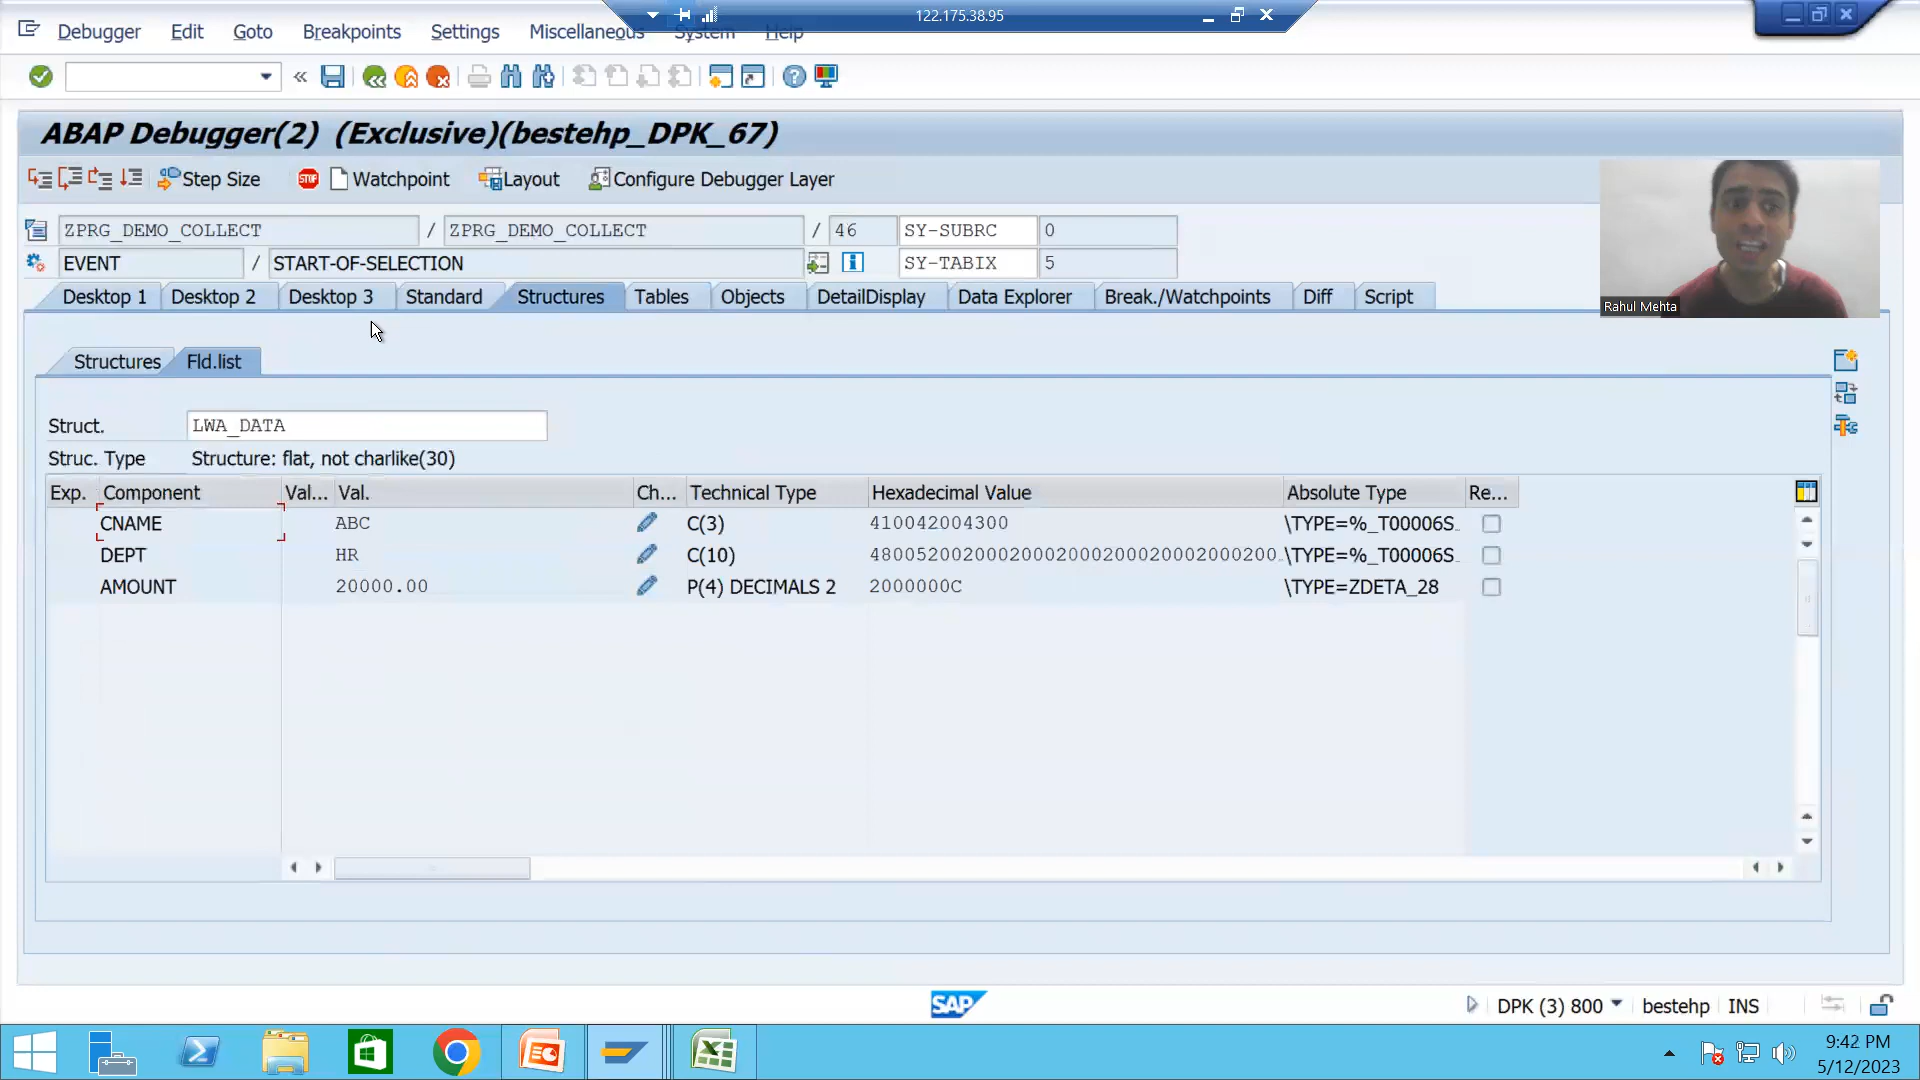 122.175.38.95
Debugger Edit Goto Breakpoints Settings Miscellaneous System Help
ABAP Debugger(2) (Exclusive)(bestehp_DPK_67)
Step Size STOP Watchpoint Layout Configure Debugger Layer
ZPRG_DEMO_COLLECT / ZPRG_DEMO_COLLECT / 46 SY-SUBRC 0
EVENT / START-OF-SELECTION SY-TABIX 5
Desktop 1 Desktop 2 Desktop 3 Standard Structures Tables Objects DetailDisplay Data Explorer Break./Watchpoints Diff Script
Rahul Mehta
Structures Fld.list
Struct. LWA_DATA
Struc. Type Structure: flat, not charlike(30)
Exp. Component Val... Val. Ch... Technical Type Hexadecimal Value Absolute Type Re...
CNAME ABC C(3) 410042004300 \TYPE=%_T00006S
DEPT HR C(10) 4800520020002000200020002000200020002000 \TYPE=%_T00006S
AMOUNT 20000.00 P(4) DECIMALS 2 2000000C \TYPE=ZDETA_28
SAP DPK (3) 800 bestehp INS
9:42 PM
5/12/2023